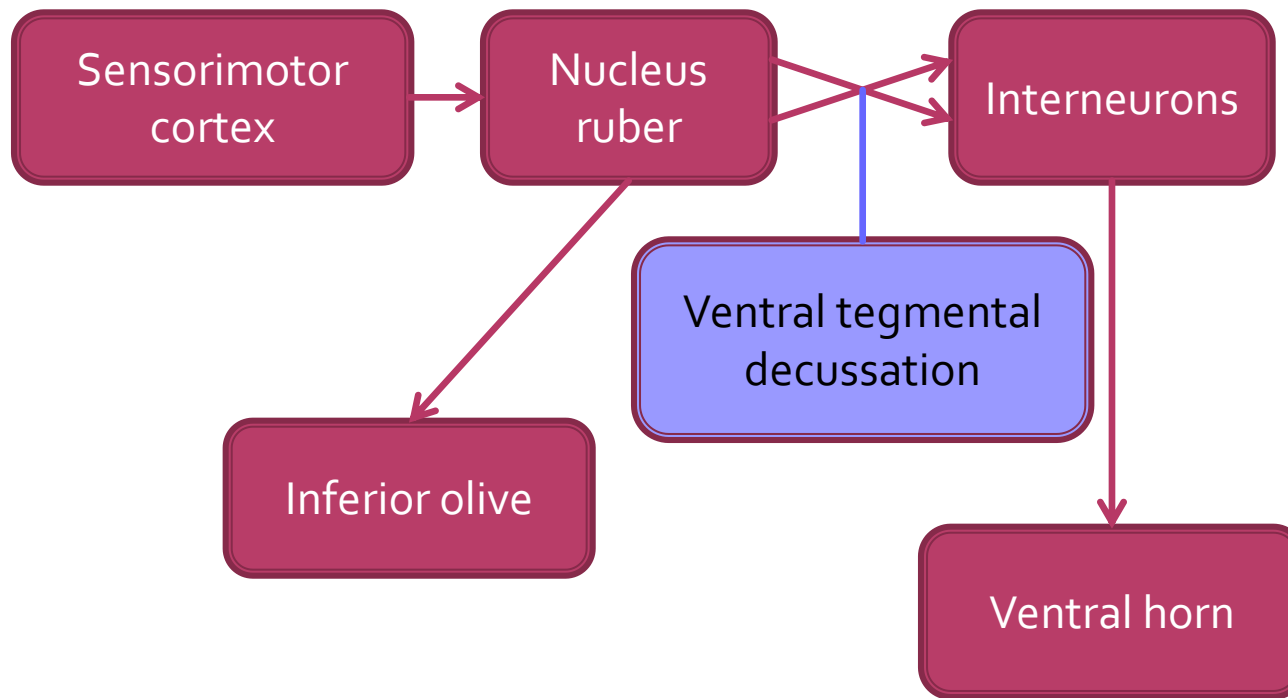 Sensorimotor
cortex
Nucleus
ruber
Interneurons
Ventral tegmental
decussation
Inferior olive
Ventral horn